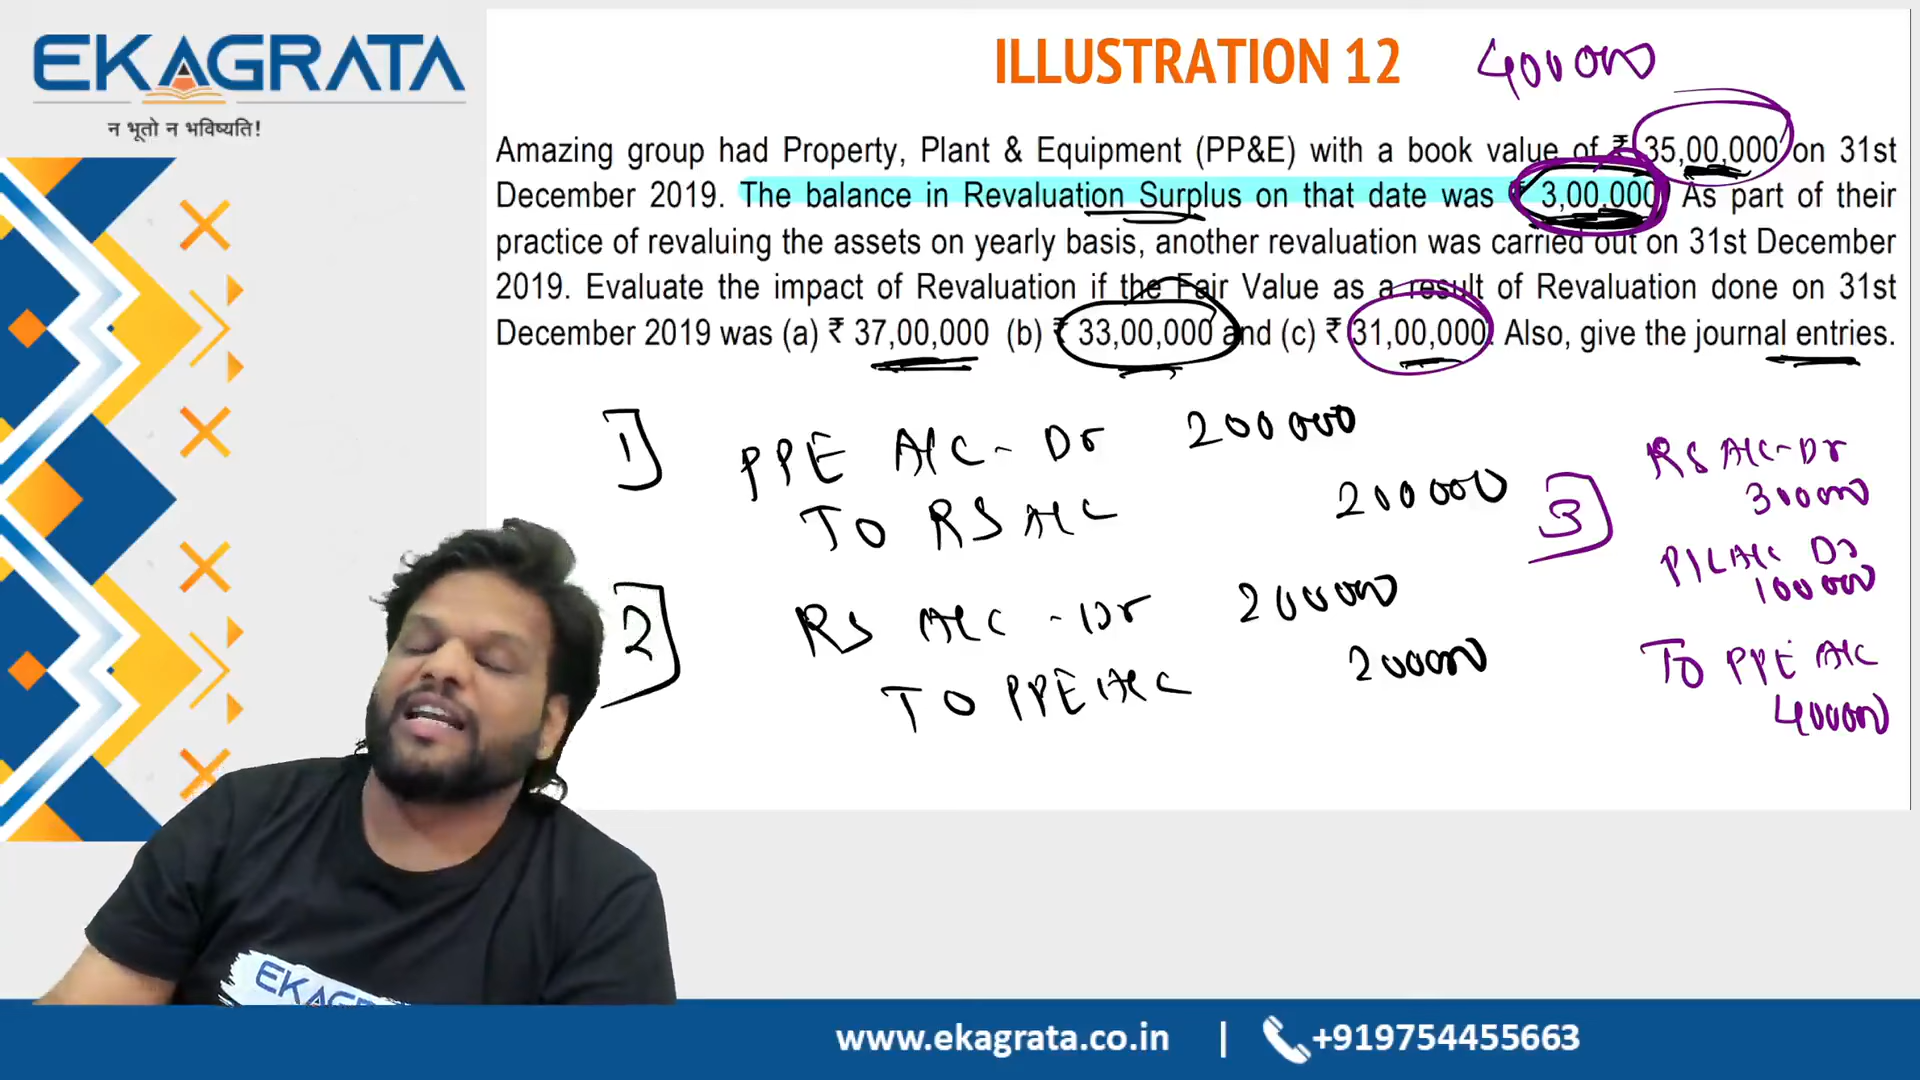 EKAGRATA
न भूतो न भविष्यति!
ILLUSTRATION 12
400000
Amazing group had Property, Plant & Equipment (PP&E) with a book value of ₹ 35,00,000 on 31st
December 2019. The balance in Revaluation Surplus on that date was ₹ 3,00,000. As part of their
practice of revaluing the assets on yearly basis, another revaluation was carried out on 31st December
2019. Evaluate the impact of Revaluation if the Fair Value as a result of Revaluation done on 31st
December 2019 was (a) ₹ 37,00,000 (b) ₹ 33,00,000 and (c) ₹ 31,00,000. Also, give the journal entries.
1] PPE A/C - Dr 200000
TO RS A/C 200000
2] RS A/C - Dr 200000
TO PPE A/C 200000
3] RS A/C - Dr
300000
P/L A/C Dr
100000
TO PPE A/C
400000
EKAGRATA
www.ekagrata.co.in | +919754455663